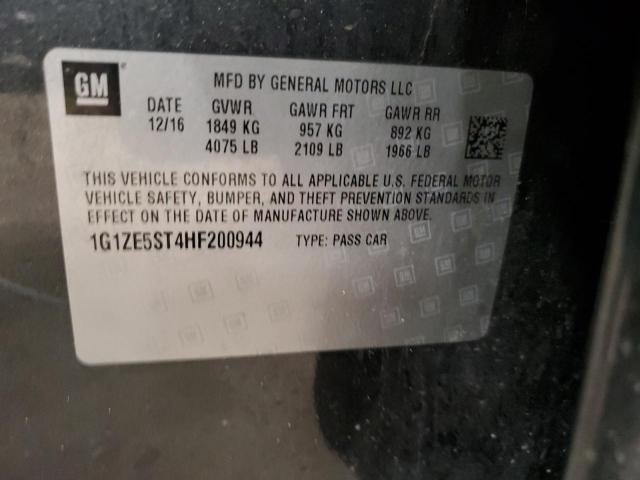 GM
MFD BY GENERAL MOTORS LLC
DATE GVWR GAWR FRT GAWR RR
12/16 1849 KG 957 KG 892 KG
4075 LB 2109 LB 1966 LB
THIS VEHICLE CONFORMS TO ALL APPLICABLE U.S. FEDERAL MOTOR
VEHICLE SAFETY, BUMPER, AND THEFT PREVENTION STANDARDS IN
EFFECT ON THE DATE OF MANUFACTURE SHOWN ABOVE.
1G1ZE5ST4HF200944 TYPE: PASS CAR